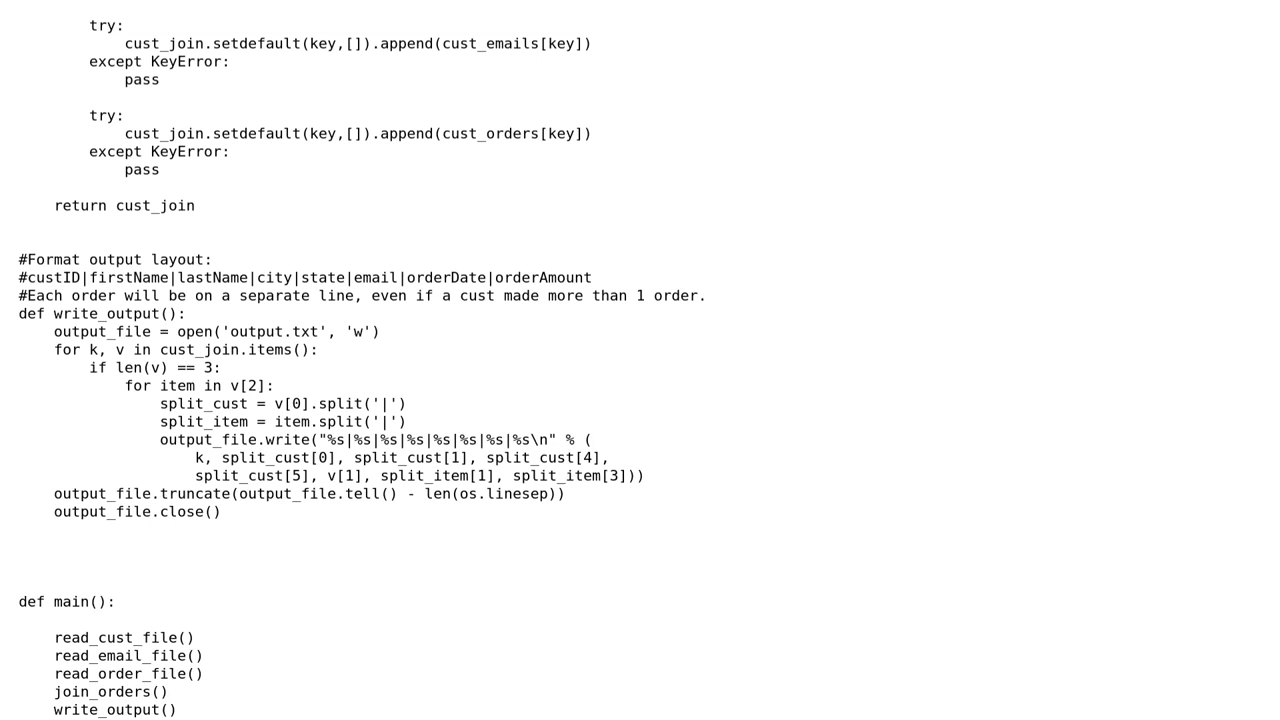 try:
            cust_join.setdefault(key,[]).append(cust_emails[key])
        except KeyError:
            pass

        try:
            cust_join.setdefault(key,[]).append(cust_orders[key])
        except KeyError:
            pass

    return cust_join


#Format output layout:
#custID|firstName|lastName|city|state|email|orderDate|orderAmount
#Each order will be on a separate line, even if a cust made more than 1 order.
def write_output():
    output_file = open('output.txt', 'w')
    for k, v in cust_join.items():
        if len(v) == 3:
            for item in v[2]:
                split_cust = v[0].split('|')
                split_item = item.split('|')
                output_file.write("%s|%s|%s|%s|%s|%s|%s|%s\n" % (
                    k, split_cust[0], split_cust[1], split_cust[4],
                    split_cust[5], v[1], split_item[1], split_item[3]))
    output_file.truncate(output_file.tell() - len(os.linesep))
    output_file.close()




def main():

    read_cust_file()
    read_email_file()
    read_order_file()
    join_orders()
    write_output()